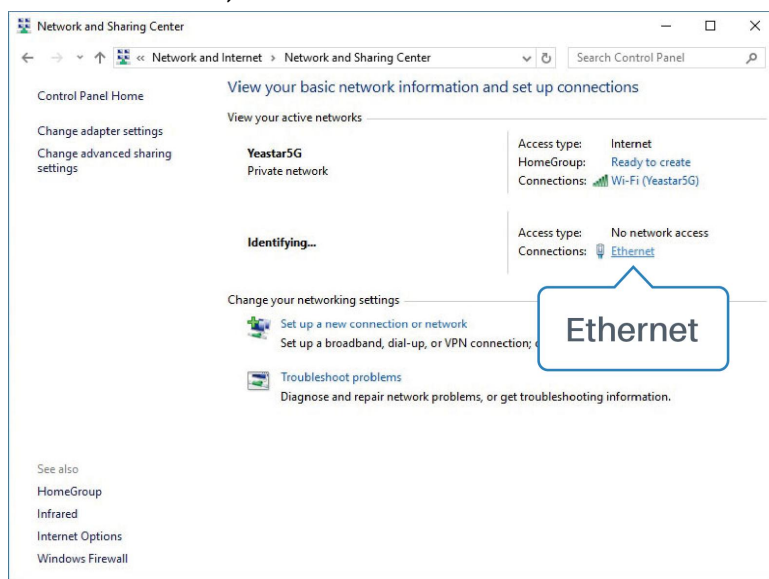 Network and Sharing Center
« Network and Internet > Network and Sharing Center
Search Control Panel
Control Panel Home
Change adapter settings
Change advanced sharing
settings
See also
HomeGroup
Infrared
Internet Options
Windows Firewall
View your basic network information and set up connections
View your active networks
Yeastar5G
Private network
Access type: Internet
HomeGroup: Ready to create
Connections: Wi-Fi (Yeastar5G)
Identifying...
Access type: No network access
Connections: Ethernet
Ethernet
Change your networking settings
Set up a new connection or network
Set up a broadband, dial-up, or VPN connection;
Troubleshoot problems
Diagnose and repair network problems, or get troubleshooting information.